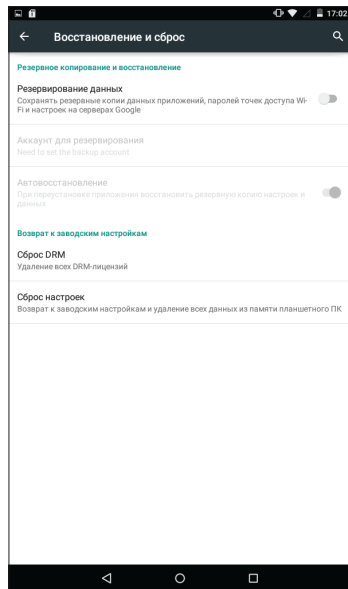 17:02
Восстановление и сброс
Резервное копирование и восстановление
Резервирование данных
Сохранять резервные копии данных приложений, паролей точек доступа Wi-
Fi и настроек на серверах Google
Аккаунт для резервирования
Need to set the backup account
Автовосстановление
При переустановке приложения восстановить резервную копию настроек и
данных
Возврат к заводским настройкам
Сброс DRM
Удаление всех DRM-лицензий
Сброс настроек
Возврат к заводским настройкам и удаление всех данных из памяти планшетного ПК